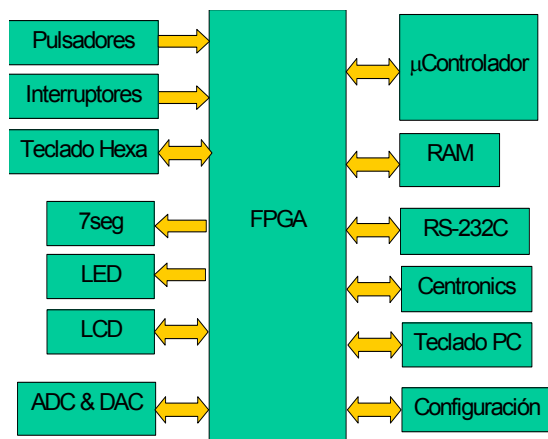 Pulsadores
Interruptores
Teclado Hexa
7seg
LED
LCD
ADC & DAC
FPGA
μControlador
RAM
RS-232C
Centronics
Teclado PC
Configuración